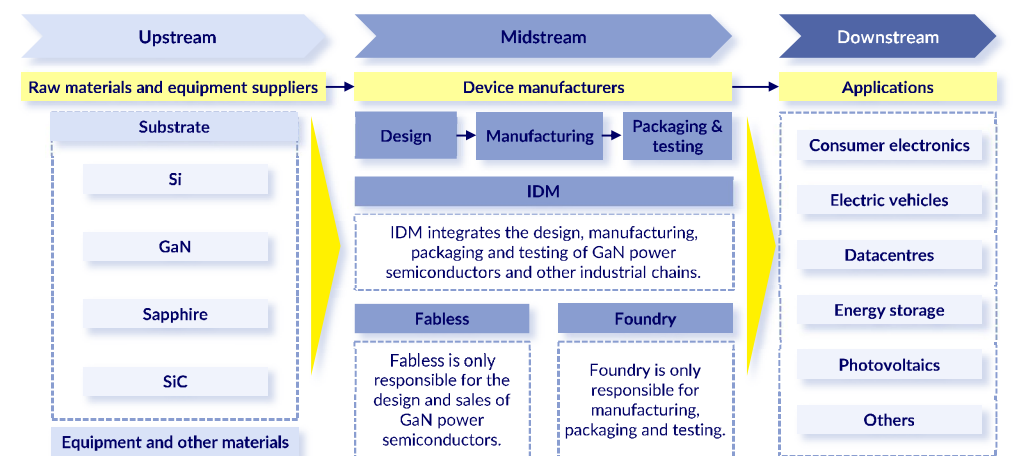 Upstream
Midstream
Downstream
Raw materials and equipment suppliers
Device manufacturers
Applications
Substrate
Si
GaN
Sapphire
SiC
Equipment and other materials
Design
Manufacturing
Packaging &
testing
IDM
IDM integrates the design, manufacturing,
packaging and testing of GaN power
semiconductors and other industrial chains.
Fabless
Fabless is only
responsible for the
design and sales of
GaN power
semiconductors.
Foundry
Foundry is only
responsible for
manufacturing,
packaging and testing.
Consumer electronics
Electric vehicles
Datacentres
Energy storage
Photovoltaics
Others